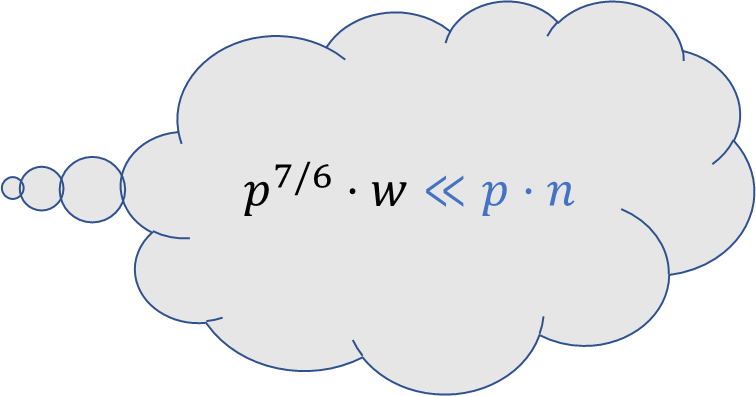 𝑝^{7/6} · 𝑤 ≪ 𝑝 · 𝑛